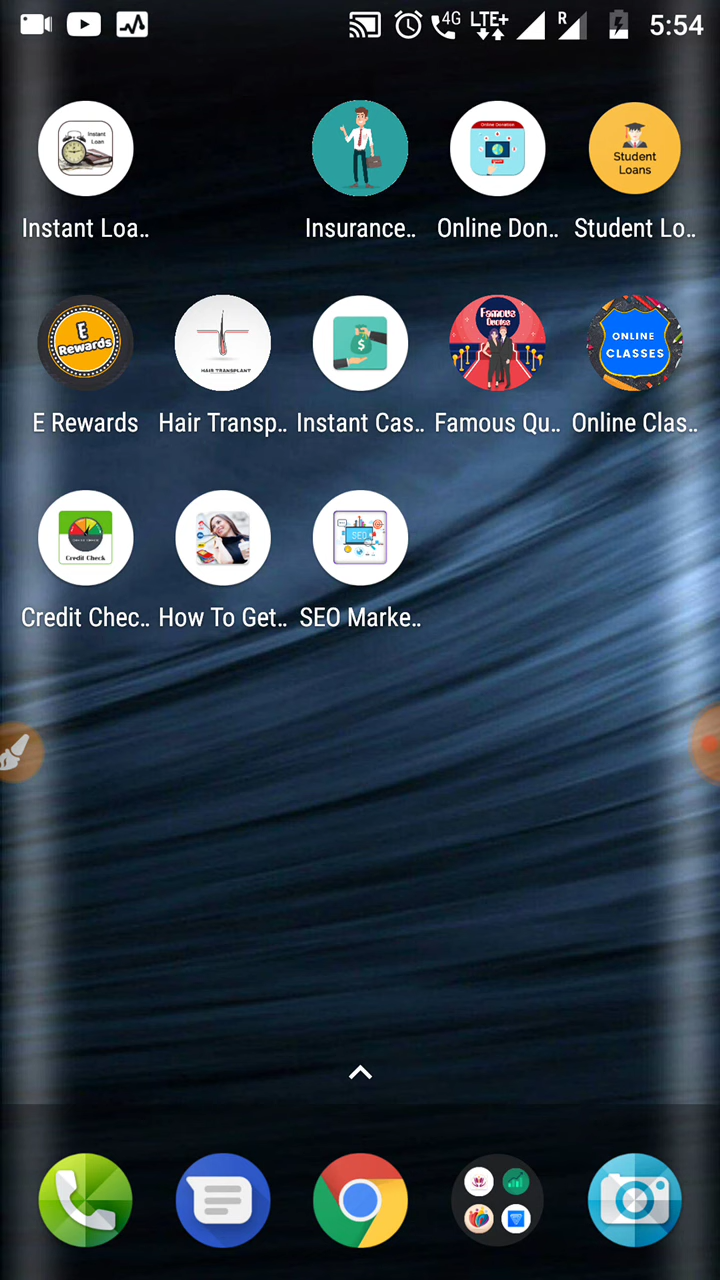 4G LTE+ R 5:54
Instant
Loan
Online Donation
Student
Loans
Instant Loa..
Insurance..
Online Don..
Student Lo..
E
Rewards
HAIR TRANSPLANT
$
Famous
Quotes
ONLINE
CLASSES
E Rewards
Hair Transp..
Instant Cas..
Famous Qu..
Online Clas..
Credit Check
SEO
Credit Chec..
How To Get..
SEO Marke..